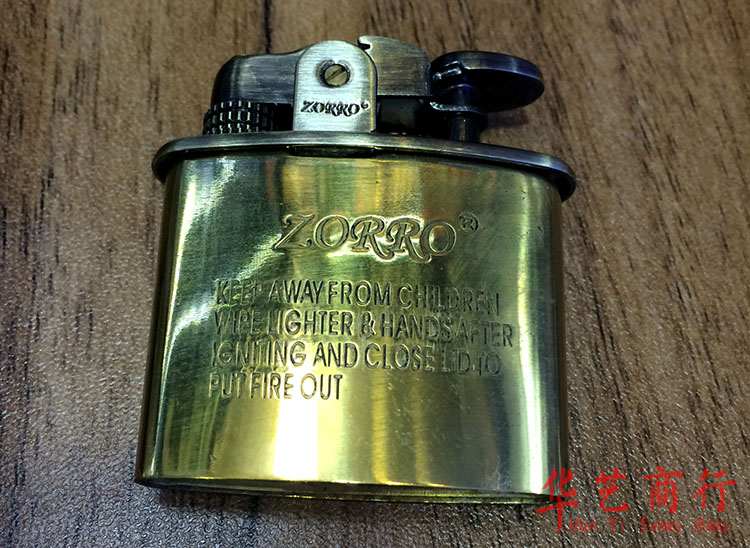 ZORRO®
ZORRO®
KEEP AWAY FROM CHILDREN
WIPE LIGHTER & HANDS AFTER
IGNITING AND CLOSE LID TO
PUT FIRE OUT
华艺商行
Hua Yi Shang Hang